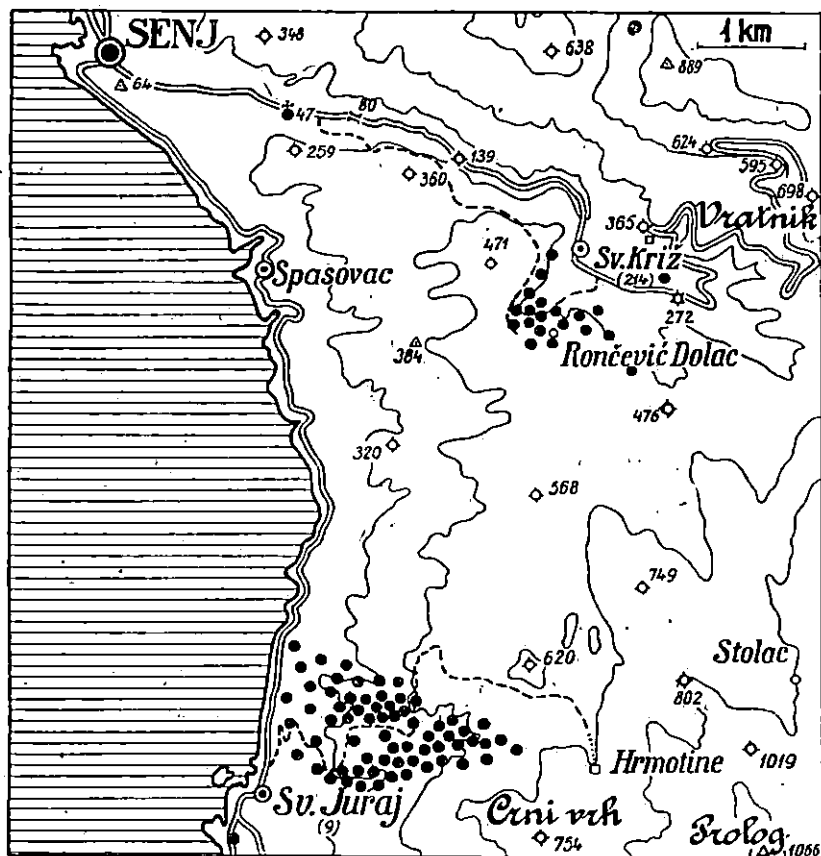 SENJ
348
638
1 km
889
64
47
80
139
624
595
698
259
360
365
Vratnik
471
Sv. Križ
(214)
Spasovac
272
384
Rončević Dolac
476
320
568
749
620
Stolac
802
1019
Hrmotine
Sv. Juraj
(9)
Crni vrh
754
Prolog
1066